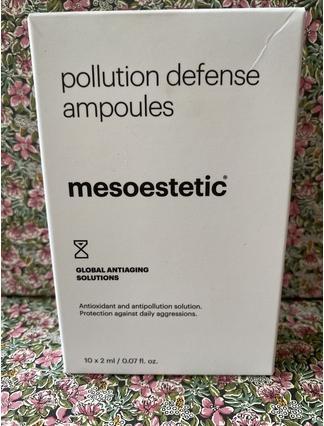 pollution defense
ampoules
mesoestetic®
GLOBAL ANTIAGING
SOLUTIONS
Antioxidant and antipollution solution.
Protection against daily aggressions.
10 x 2 ml / 0.07 fl. oz.